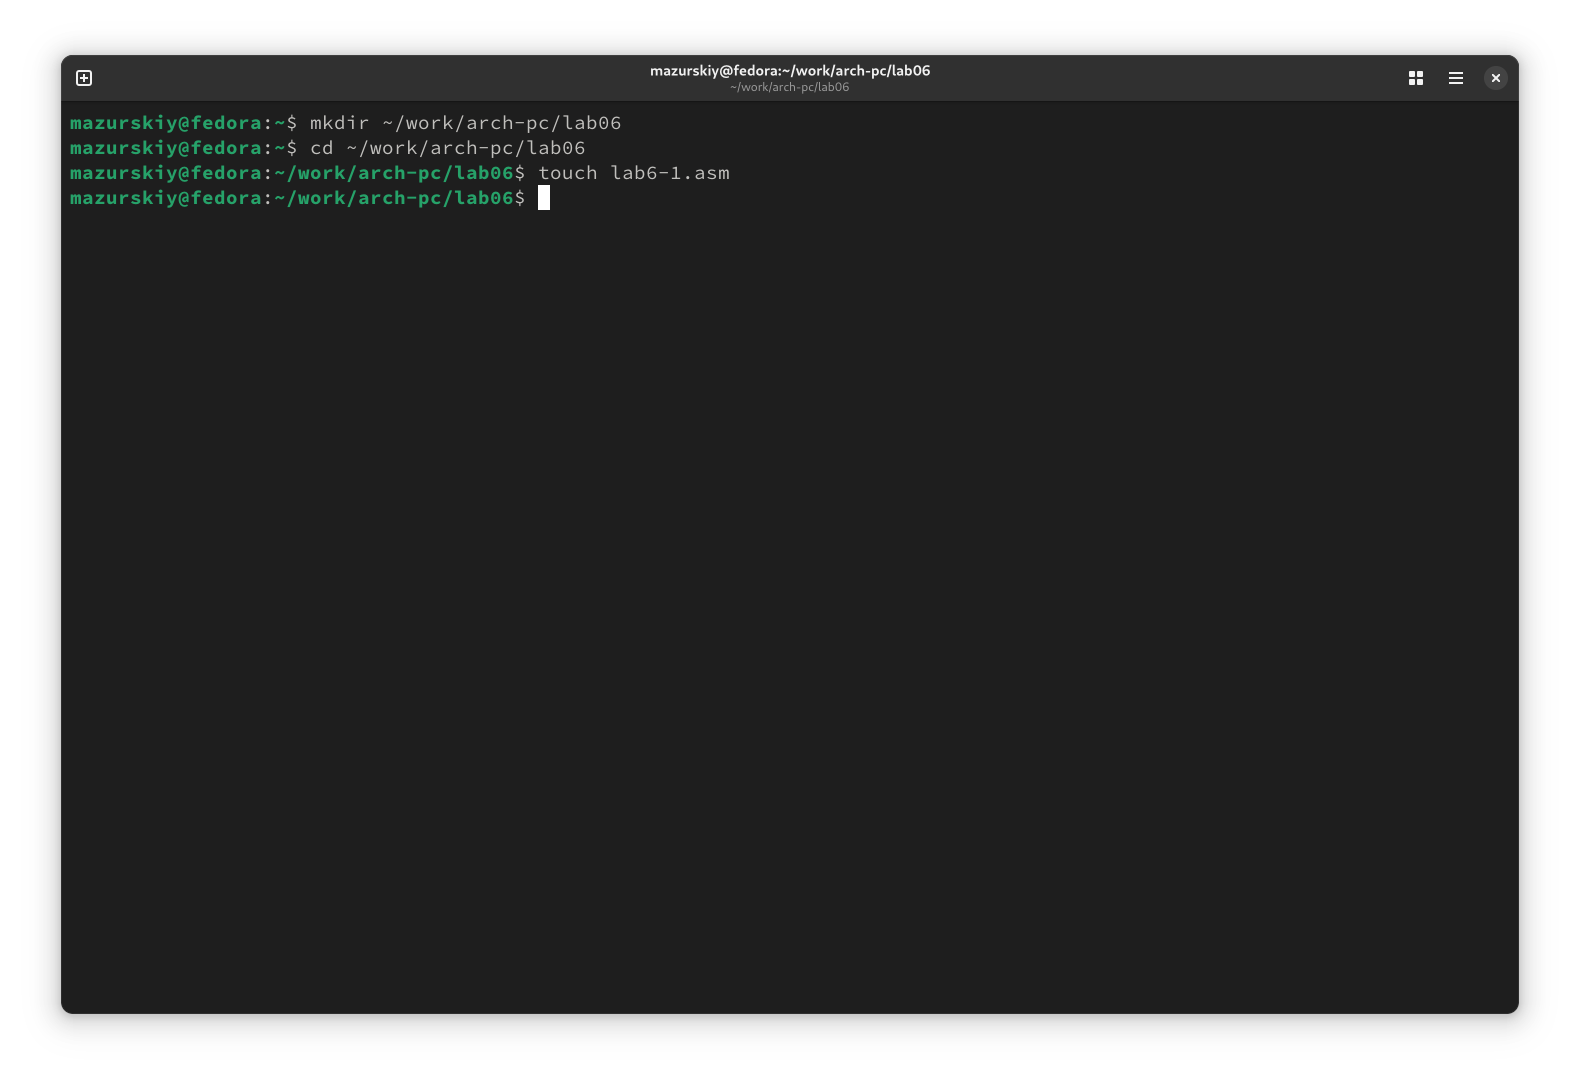 mazurskiy@fedora:~/work/arch-pc/lab06
~/work/arch-pc/lab06
mazurskiy@fedora:~$ mkdir ~/work/arch-pc/lab06
mazurskiy@fedora:~$ cd ~/work/arch-pc/lab06
mazurskiy@fedora:~/work/arch-pc/lab06$ touch lab6-1.asm
mazurskiy@fedora:~/work/arch-pc/lab06$